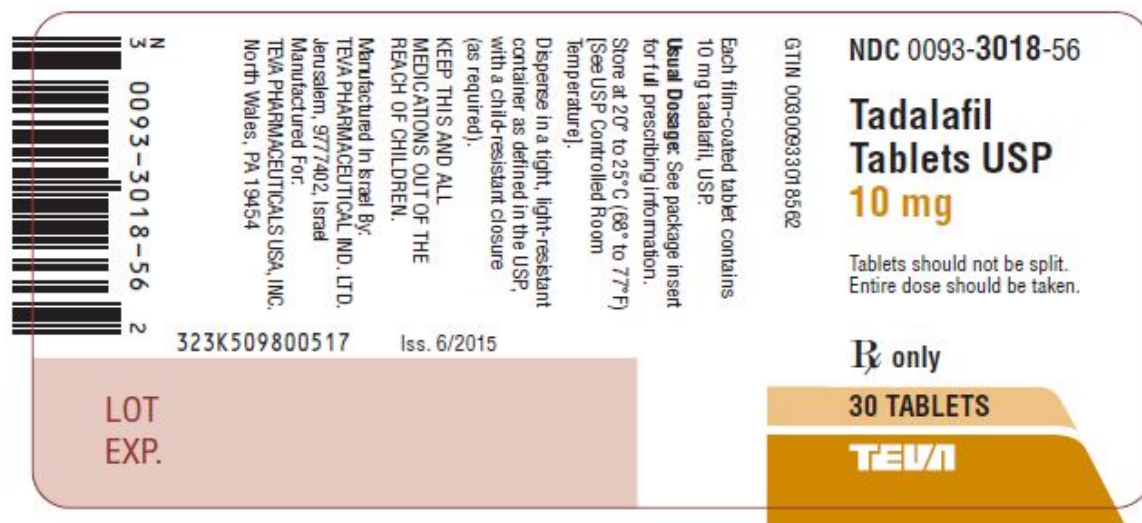 NDC 0093-3018-56
Tadalafil
Tablets USP
10 mg
Tablets should not be split.
Entire dose should be taken.
Rx only
30 TABLETS
TEVA
GTIN 00300933018562
Each film-coated tablet contains
10 mg tadalafil, USP.
Usual Dosage: See package insert
for full prescribing information.
Store at 20° to 25°C (68° to 77°F)
[See USP Controlled Room
Temperature].
Dispense in a tight, light-resistant
container as defined in the USP,
with a child-resistant closure
(as required).
KEEP THIS AND ALL
MEDICATIONS OUT OF THE
REACH OF CHILDREN.
Manufactured In Israel By:
TEVA PHARMACEUTICAL IND. LTD.
Jerusalem, 9777402, Israel
Manufactured For:
TEVA PHARMACEUTICALS USA, INC.
North Wales, PA 19454
N
3 0093-3018-56 2
323K509800517 Iss. 6/2015
LOT
EXP.